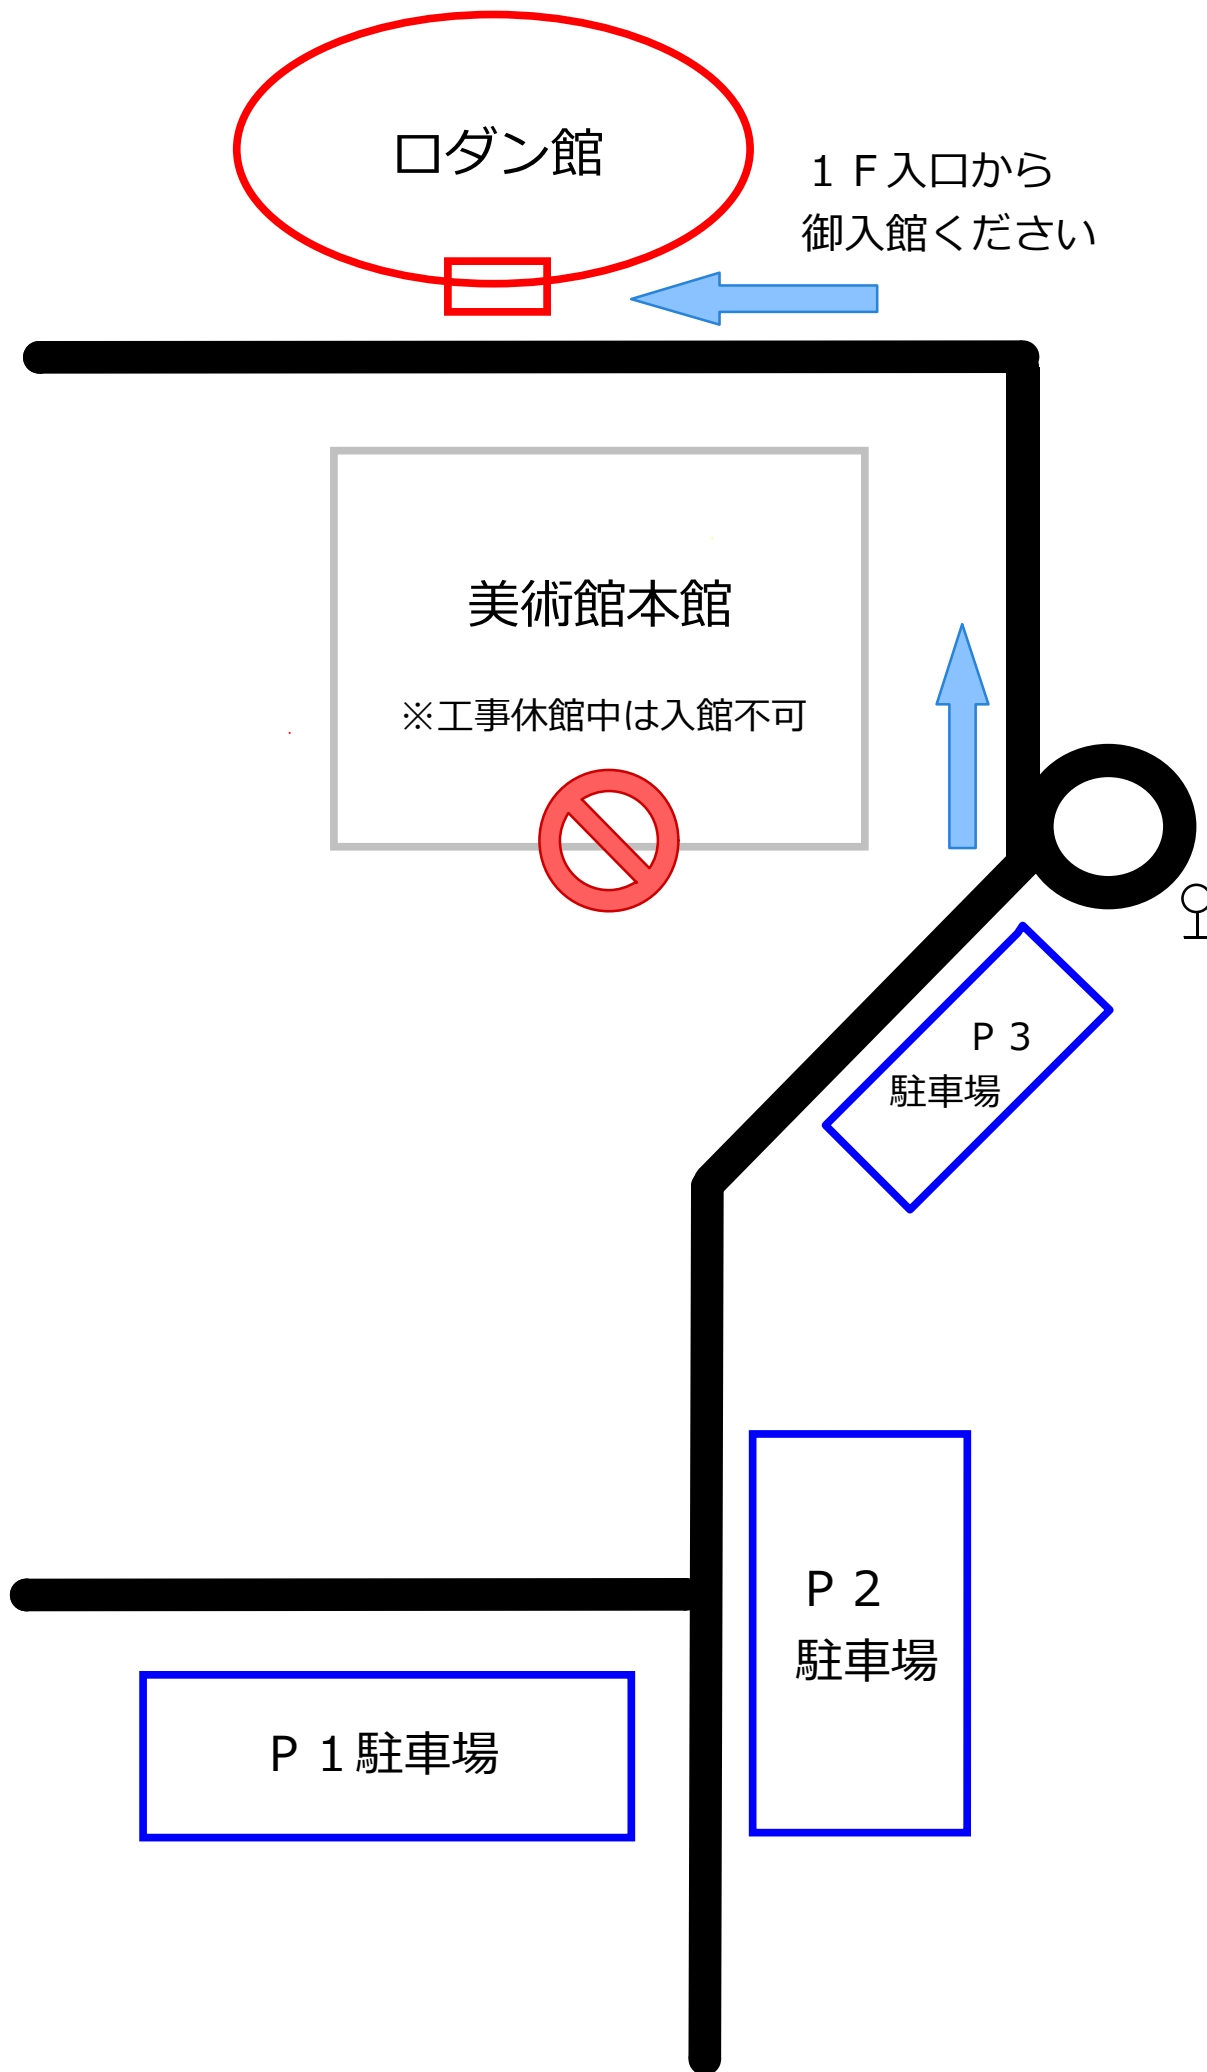 ロダン館
１Ｆ入口から
御入館ください
美術館本館
※工事休館中は入館不可
Ｐ３
駐車場
Ｐ２
駐車場
Ｐ１駐車場